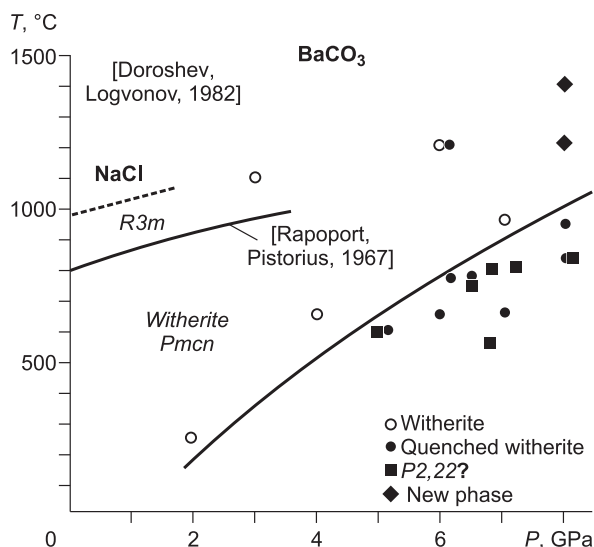 T, °C
1500
BaCO3
[Doroshev,
Logvonov, 1982]
NaCl
1000
R3m
[Rapoport,
Pistorius, 1967]
Witherite
Pmcn
500
Witherite
Quenched witherite
P2,22?
New phase
0
2
4
6
P, GPa